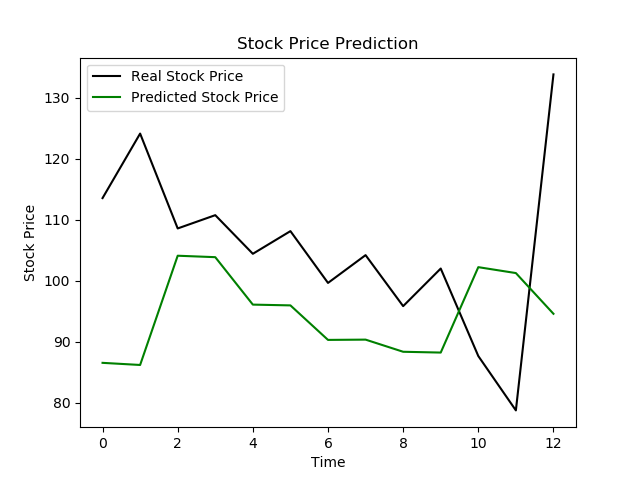 Stock Price Prediction
Real Stock Price
Predicted Stock Price
Stock Price
130
120
110
100
90
80
0 2 4 6 8 10 12
Time